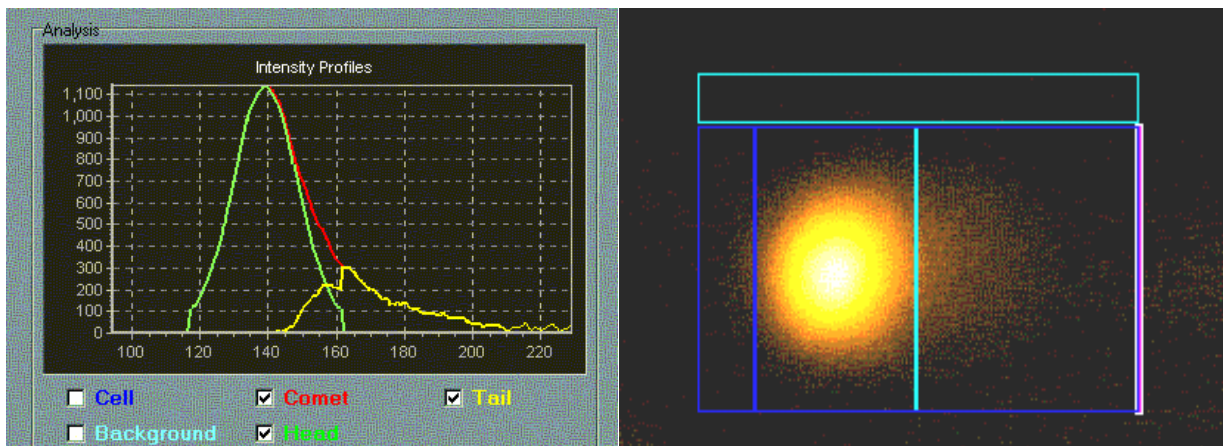 Analysis
Intensity Profiles
1,100
1,000
900
800
700
600
500
400
300
200
100
0
100 120 140 160 180 200 220
Cell Comet Tail
Background Head